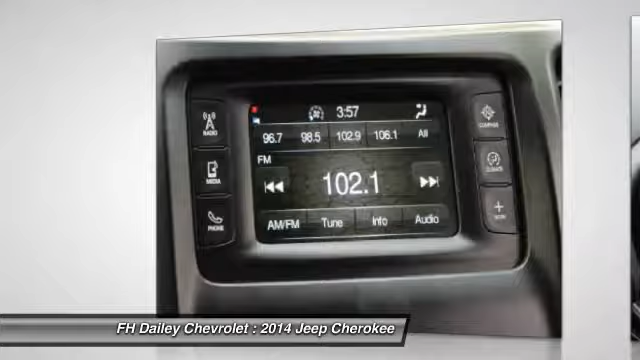 3:57
96.7 98.5 102.9 106.1 All
FM
102.1
AM/FM Tune Info Audio
RADIO
MEDIA
PHONE
COMPASS
CLIMATE
FH Dailey Chevrolet : 2014 Jeep Cherokee